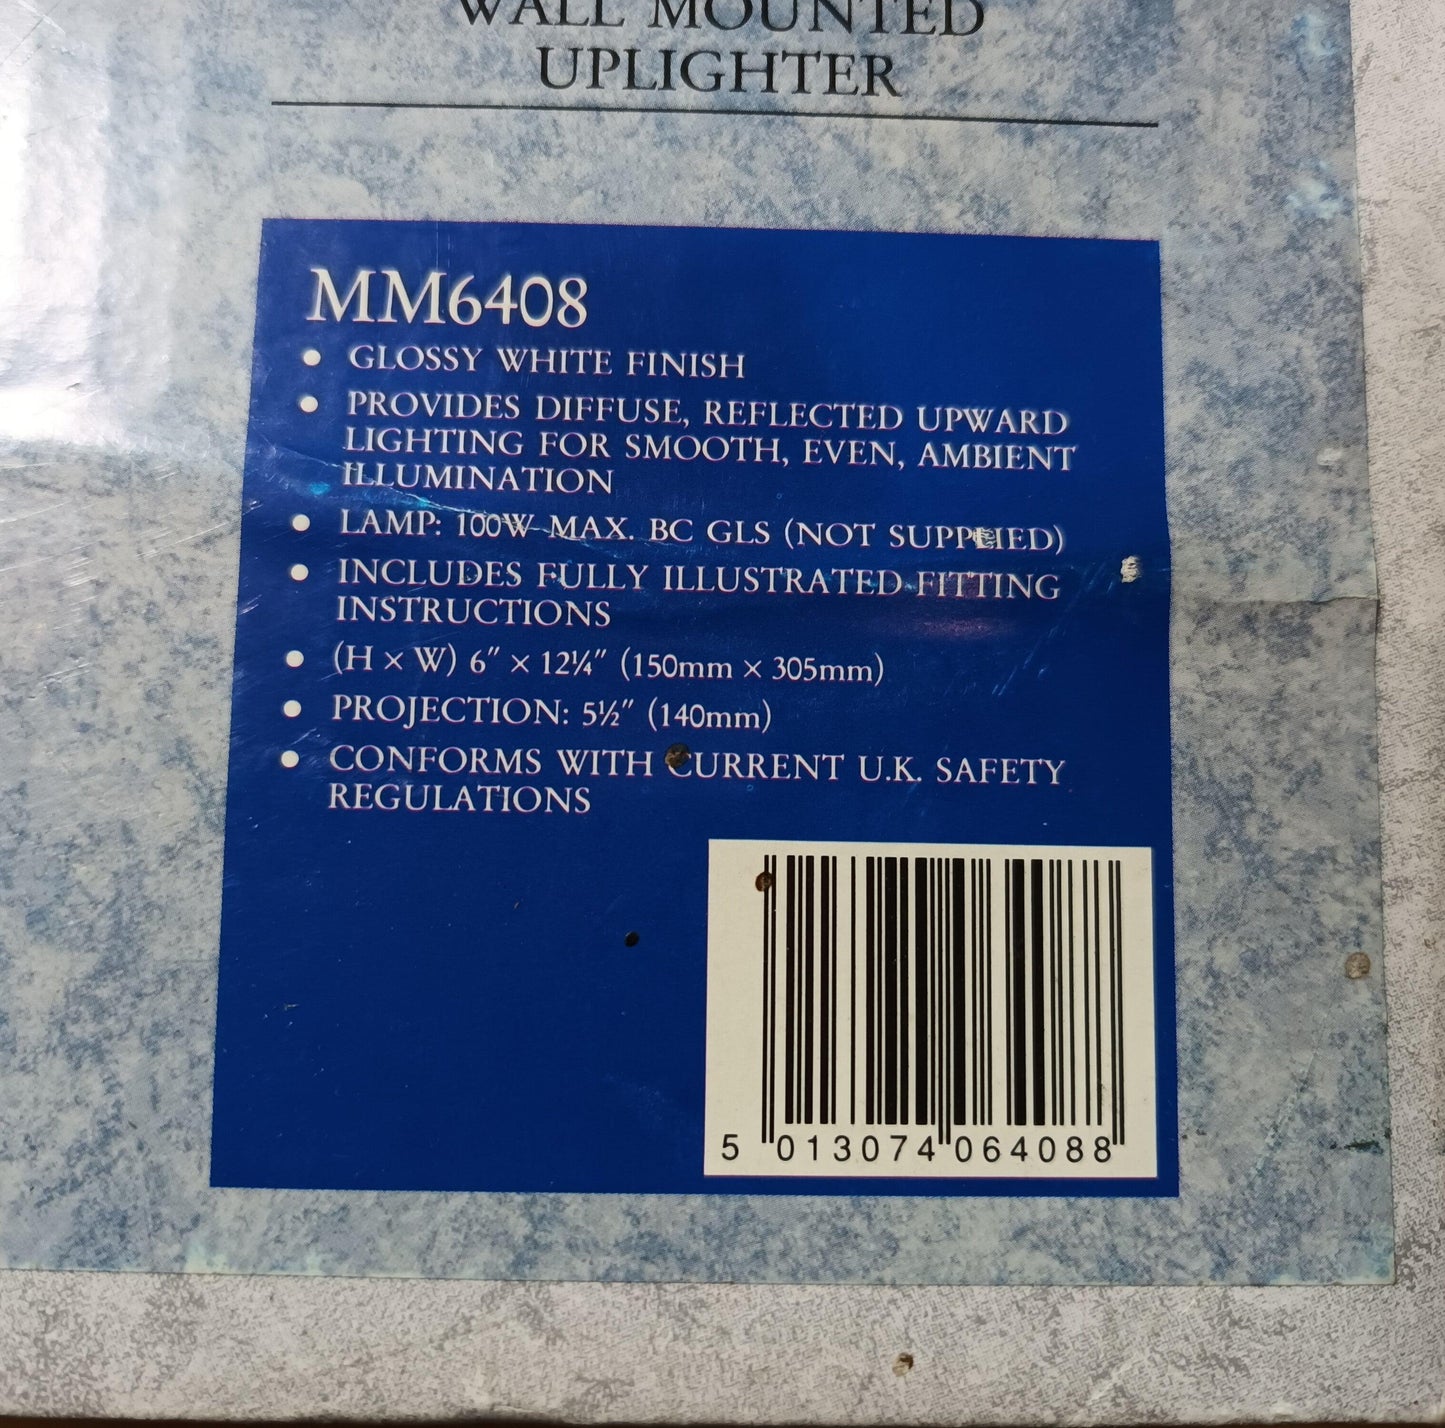 WALL MOUNTED
UPLIGHTER
MM6408
• GLOSSY WHITE FINISH
• PROVIDES DIFFUSE, REFLECTED UPWARD
LIGHTING FOR SMOOTH, EVEN, AMBIENT
ILLUMINATION
• LAMP: 100W MAX. BC GLS (NOT SUPPLIED)
• INCLUDES FULLY ILLUSTRATED FITTING
INSTRUCTIONS
• (H × W) 6″ × 12¼″ (150mm × 305mm)
• PROJECTION: 5½″ (140mm)
• CONFORMS WITH CURRENT U.K. SAFETY
REGULATIONS
5 013074 064088